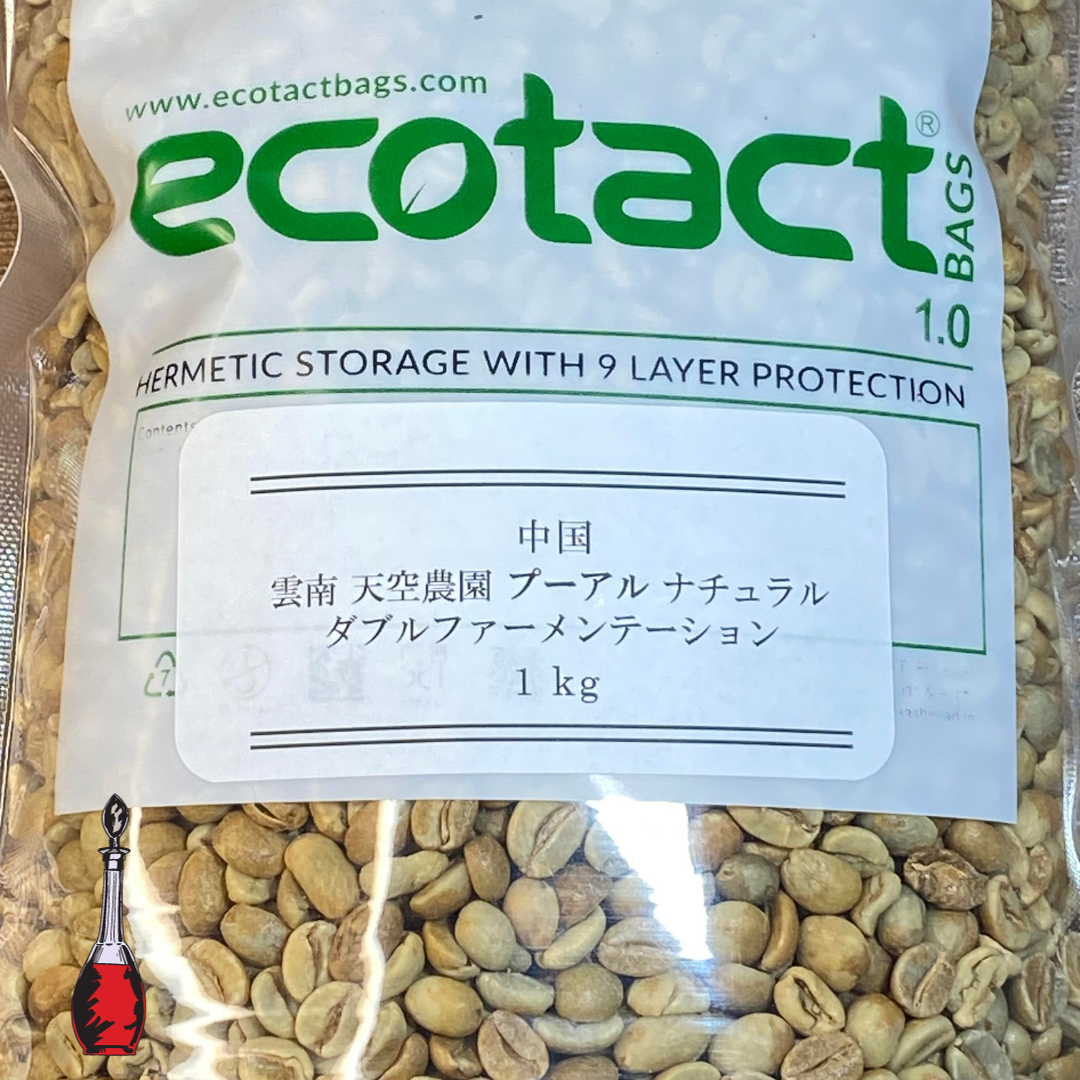 www.ecotactbags.com
ecotact®
BAGS
1.0
HERMETIC STORAGE WITH 9 LAYER PROTECTION
Contents
中国
雲南 天空農園 プーアル ナチュラル
ダブルファーメンテーション
1 kg
7